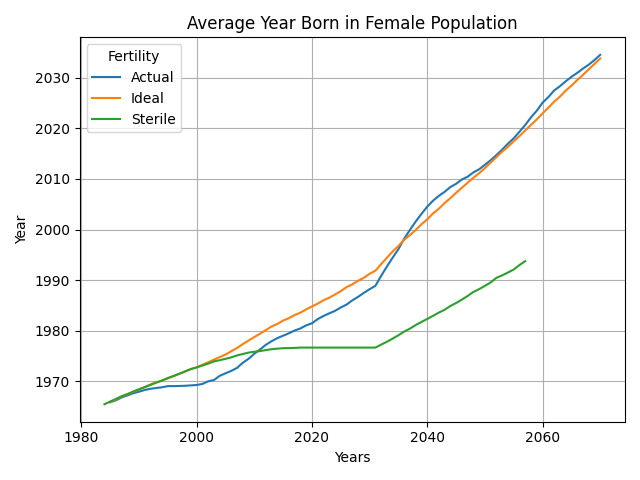 Average Year Born in Female Population
Fertility
Actual
Ideal
Sterile
Year
2030
2020
2010
2000
1990
1980
1970
1980
2000
2020
2040
2060
Years